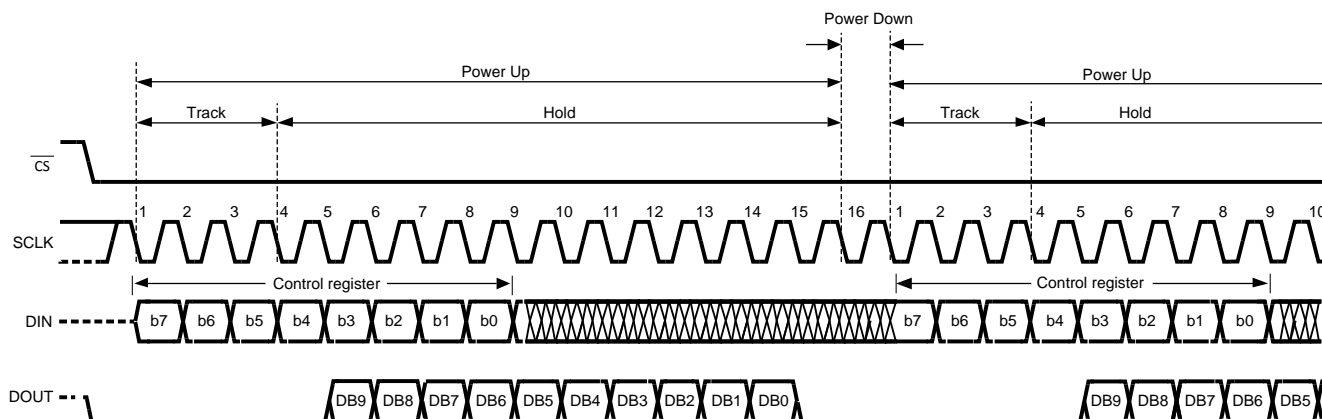 Power Down
Power Up
Power Up
Track
Hold
Track
Hold
CS
1 2 3 4 5 6 7 8 9 10 11 12 13 14 15 16 1 2 3 4 5 6 7 8 9 10
SCLK
Control register
Control register
DIN
b7 b6 b5 b4 b3 b2 b1 b0 b7 b6 b5 b4 b3 b2 b1 b0
DOUT
DB9 DB8 DB7 DB6 DB5 DB4 DB3 DB2 DB1 DB0 DB9 DB8 DB7 DB6 DB5